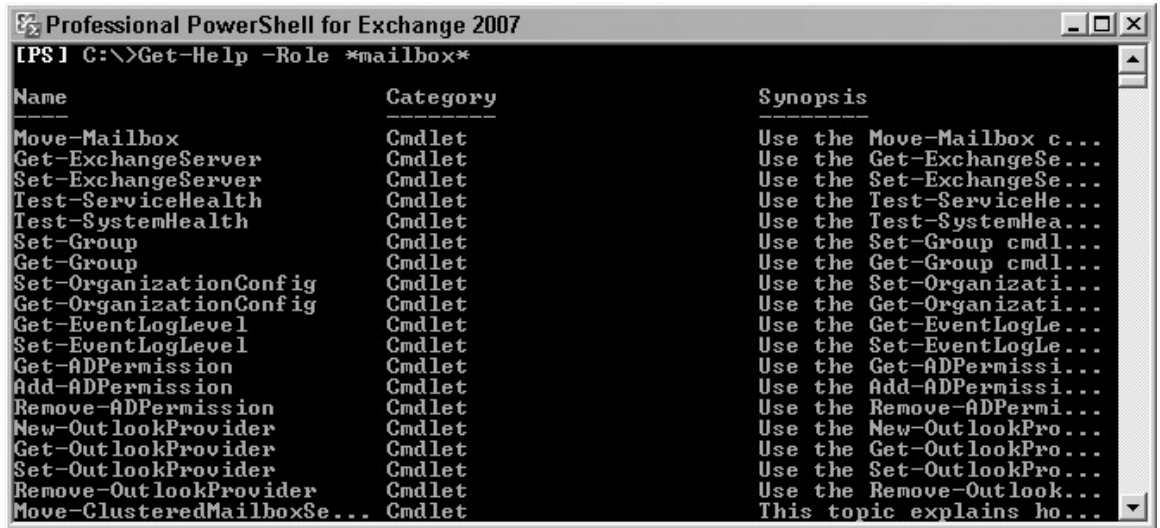 Professional PowerShell for Exchange 2007
[PS] C:\>Get-Help -Role *mailbox*
Name Category Synopsis
---- -------- --------
Move-Mailbox Cmdlet Use the Move-Mailbox c...
Get-ExchangeServer Cmdlet Use the Get-ExchangeSe...
Set-ExchangeServer Cmdlet Use the Set-ExchangeSe...
Test-ServiceHealth Cmdlet Use the Test-ServiceHe...
Test-SystemHealth Cmdlet Use the Test-SystemHea...
Set-Group Cmdlet Use the Set-Group cmdl...
Get-Group Cmdlet Use the Get-Group cmdl...
Set-OrganizationConfig Cmdlet Use the Set-Organizati...
Get-OrganizationConfig Cmdlet Use the Get-Organizati...
Get-EventLogLevel Cmdlet Use the Get-EventLogLe...
Set-EventLogLevel Cmdlet Use the Set-EventLogLe...
Get-ADPermission Cmdlet Use the Get-ADPermissi...
Add-ADPermission Cmdlet Use the Add-ADPermissi...
Remove-ADPermission Cmdlet Use the Remove-ADPermi...
New-OutlookProvider Cmdlet Use the New-OutlookPro...
Get-OutlookProvider Cmdlet Use the Get-OutlookPro...
Set-OutlookProvider Cmdlet Use the Set-OutlookPro...
Remove-OutlookProvider Cmdlet Use the Remove-Outlook...
Move-ClusteredMailboxSe... Cmdlet This topic explains ho...